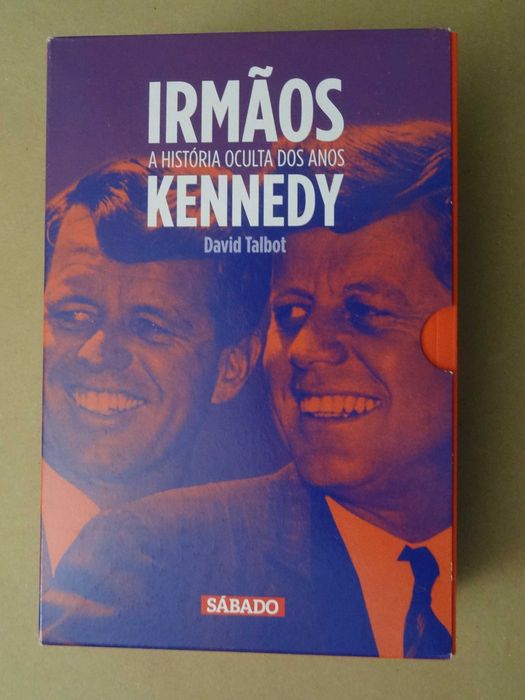 IRMÃOS
A HISTÓRIA OCULTA DOS ANOS
KENNEDY
David Talbot
SÁBADO